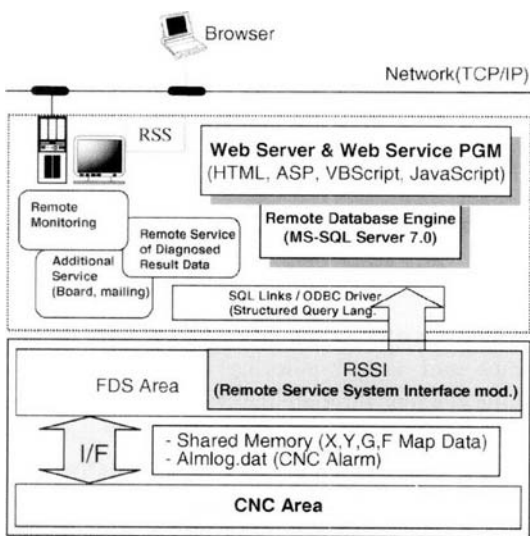 Browser
Network(TCP/IP)
RSS
Web Server & Web Service PGM
(HTML, ASP, VBScript, JavaScript)
Remote
Monitoring
Remote Service
of Diagnosed
Result Data
Additional
Service
(Board, mailing)
Remote Database Engine
(MS-SQL Server 7.0)
SQL Links / ODBC Driver
(Structured Query Lang.
FDS Area
RSSI
(Remote Service System Interface mod.)
I/F
- Shared Memory (X,Y,G,F Map Data)
- Almlog.dat (CNC Alarm)
CNC Area